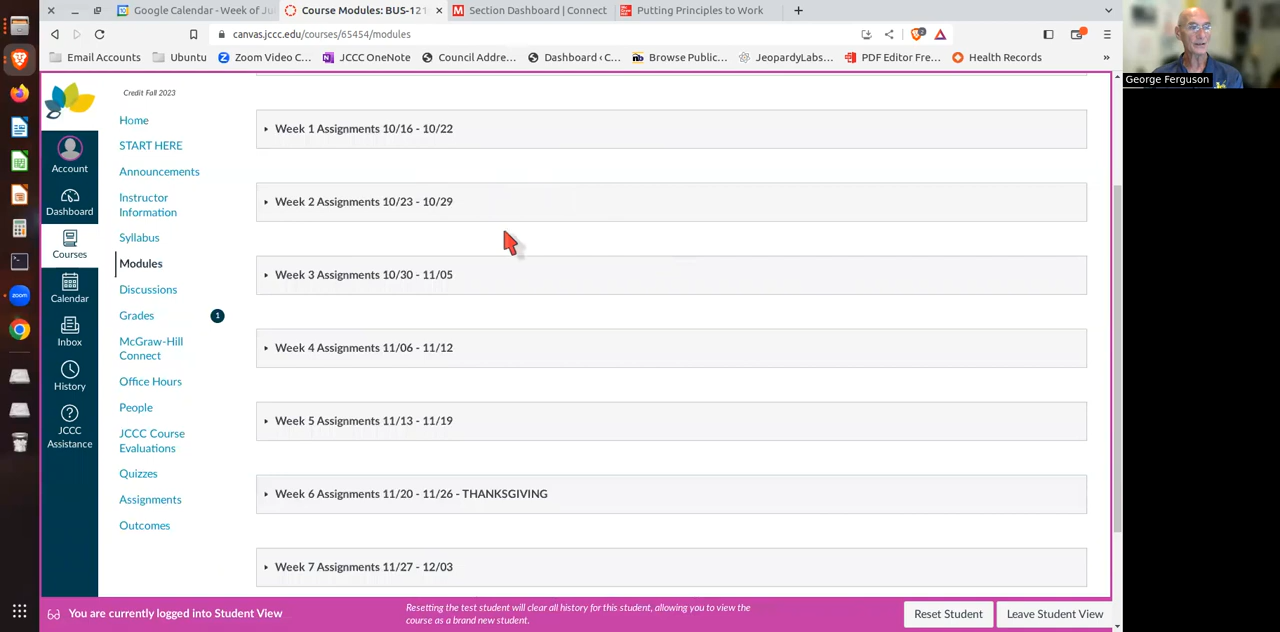 Google Calendar - Week of Ju
Course Modules: BUS-121
Section Dashboard | Connect
Putting Principles to Work
canvas.jccc.edu/courses/65454/modules
Email Accounts
Ubuntu
Zoom Video C...
JCCC OneNote
Council Addre...
Dashboard ‹ C...
Browse Public...
JeopardyLabs...
PDF Editor Fre...
Health Records
»
George Ferguson
Credit Fall 2023
Account
Dashboard
Courses
Calendar
Inbox
History
JCCC
Assistance
zoom
Home
START HERE
Announcements
Instructor
Information
Syllabus
Modules
Discussions
Grades
1
McGraw-Hill
Connect
Office Hours
People
JCCC Course
Evaluations
Quizzes
Assignments
Outcomes
Week 1 Assignments 10/16 - 10/22
Week 2 Assignments 10/23 - 10/29
Week 3 Assignments 10/30 - 11/05
Week 4 Assignments 11/06 - 11/12
Week 5 Assignments 11/13 - 11/19
Week 6 Assignments 11/20 - 11/26 - THANKSGIVING
Week 7 Assignments 11/27 - 12/03
You are currently logged into Student View
Resetting the test student will clear all history for this student, allowing you to view the
course as a brand new student.
Reset Student
Leave Student View